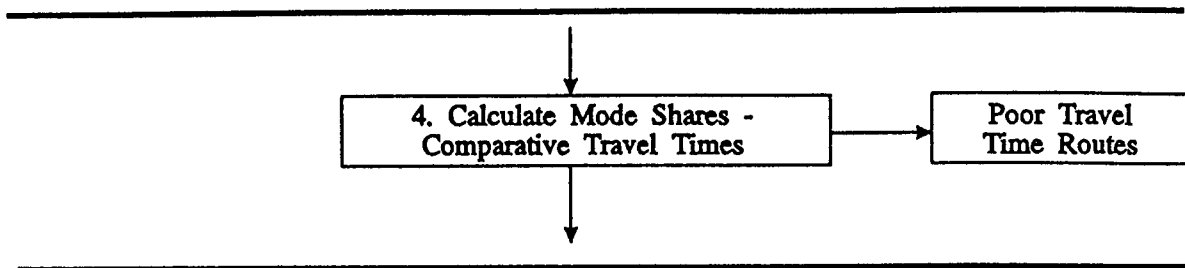 4. Calculate Mode Shares -
Comparative Travel Times
Poor Travel
Time Routes